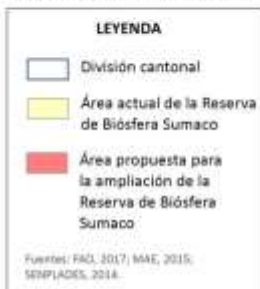 LEYENDA
División cantonal
Área actual de la Reserva
de Biósfera Sumaco
Área propuesta para
la ampliación de la
Reserva de Biósfera
Sumaco
Fuentes: FAO, 2017; MAE, 2015;
SENPLADES, 2014.